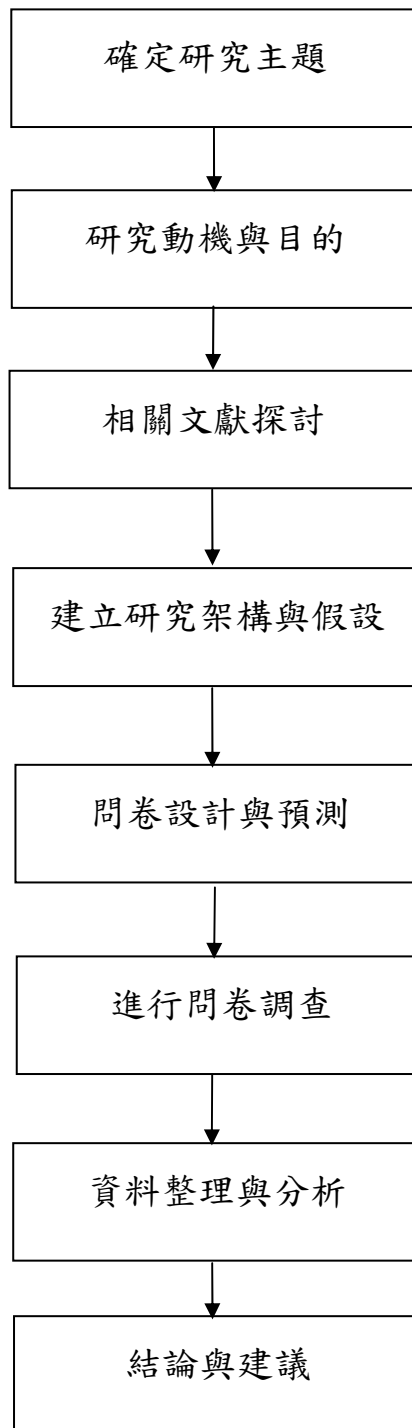 確定研究主題
研究動機與目的
相關文獻探討
建立研究架構與假設
問卷設計與預測
進行問卷調查
資料整理與分析
結論與建議